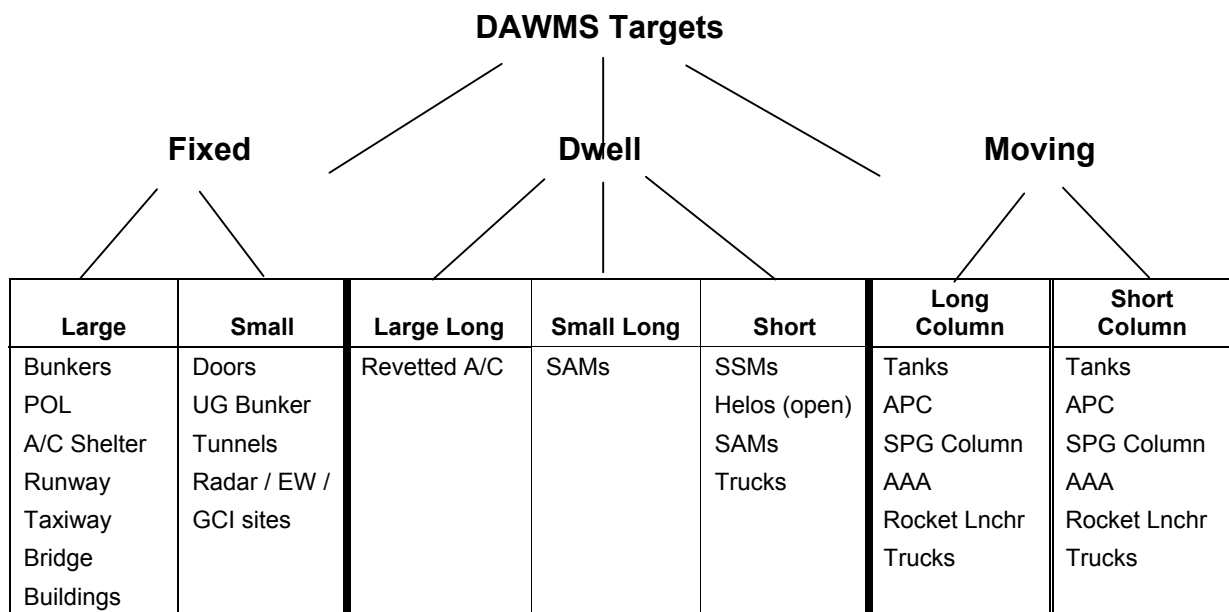 DAWMS Targets
Fixed
Dwell
Moving
Large
Small
Large Long
Small Long
Short
Long
Column
Short
Column
Bunkers
POL
A/C Shelter
Runway
Taxiway
Bridge
Buildings
Doors
UG Bunker
Tunnels
Radar / EW /
GCI sites
Revetted A/C
SAMs
SSMs
Helos (open)
SAMs
Trucks
Tanks
APC
SPG Column
AAA
Rocket Lnchr
Trucks
Tanks
APC
SPG Column
AAA
Rocket Lnchr
Trucks